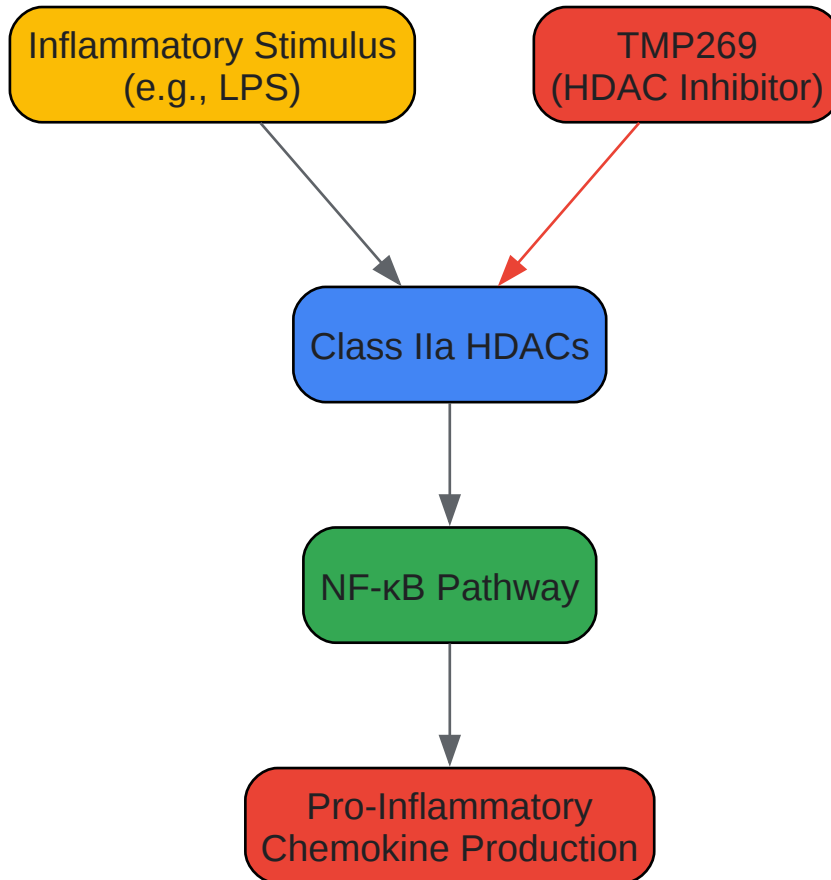 Inflammatory Stimulus
(e.g., LPS)
TMP269
(HDAC Inhibitor)
Class IIa HDACs
NF-κB Pathway
Pro-Inflammatory
Chemokine Production